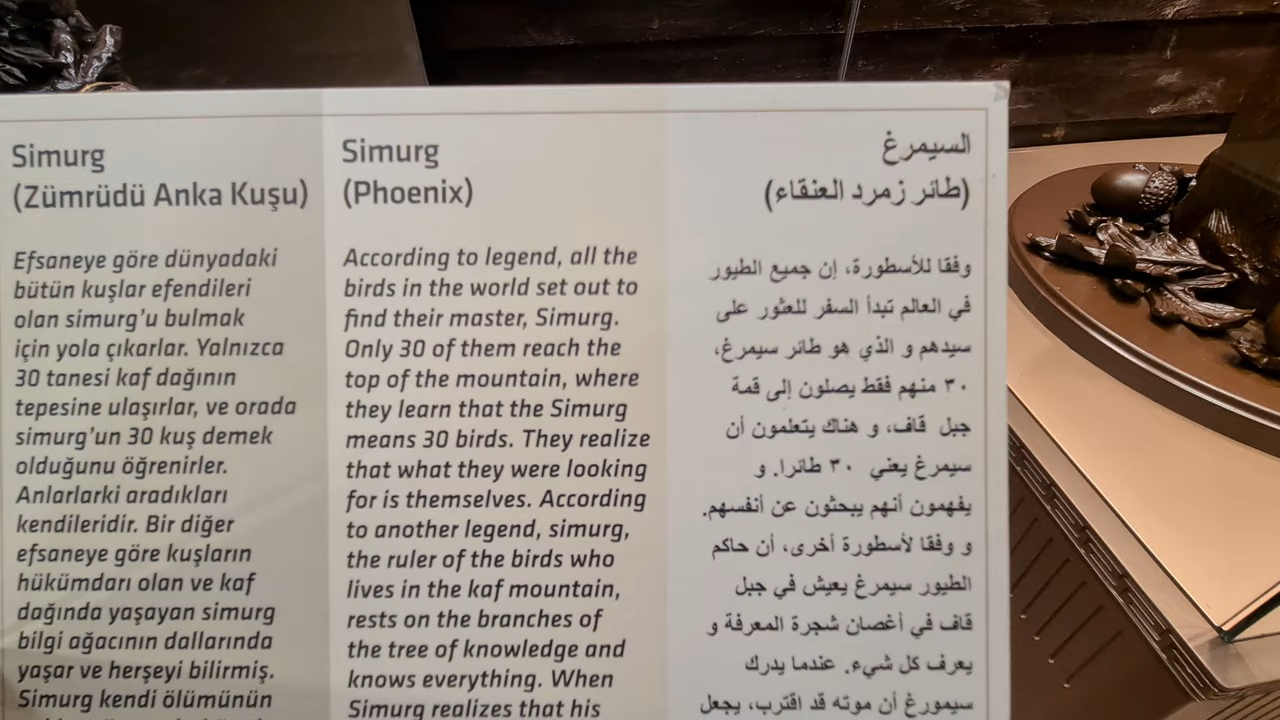 Simurg
(Zümrüdü Anka Kuşu)
Efsaneye göre dünyadaki
bütün kuşlar efendileri
olan simurg'u bulmak
için yola çıkarlar. Yalnızca
30 tanesi kaf dağının
tepesine ulaşırlar, ve orada
simurg'un 30 kuş demek
olduğunu öğrenirler.
Anlarlarki aradıkları
kendileridir. Bir diğer
efsaneye göre kuşların
hükümdarı olan ve kaf
dağında yaşayan simurg
bilgi ağacının dallarında
yaşar ve herşeyi bilirmiş.
Simurg kendi ölümünün
Simurg
(Phoenix)
According to legend, all the
birds in the world set out to
find their master, Simurg.
Only 30 of them reach the
top of the mountain, where
they learn that the Simurg
means 30 birds. They realize
that what they were looking
for is themselves. According
to another legend, simurg,
the ruler of the birds who
lives in the kaf mountain,
rests on the branches of
the tree of knowledge and
knows everything. When
Simurg realizes that his
السيمرغ
(طائر زمرد العنقاء)
وفقا للأسطورة، إن جميع الطيور
في العالم تبدأ السفر للعثور على
سيدهم و الذي هو طائر سيمرغ،
٣٠ منهم فقط يصلون إلى قمة
جبل قاف، و هناك يتعلمون أن
سيمرغ يعني ٣٠ طائرا. و
يفهمون أنهم يبحثون عن أنفسهم.
و وفقا لأسطورة أخرى، أن حاكم
الطيور سيمرغ يعيش في جبل
قاف في أغصان شجرة المعرفة و
يعرف كل شيء. عندما يدرك
سيمورغ أن موته قد اقترب، يجعل